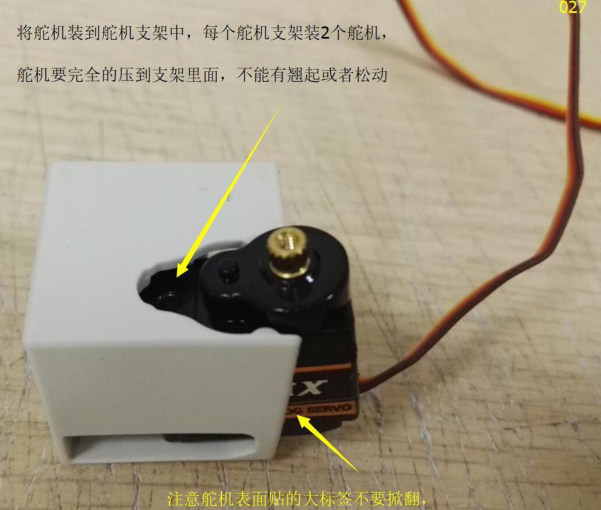 027
将舵机装到舵机支架中，每个舵机支架装2个舵机，
舵机要完全的压到支架里面，不能有翘起或者松动
SERVO
注意舵机表面贴的大标签不要掀翻，